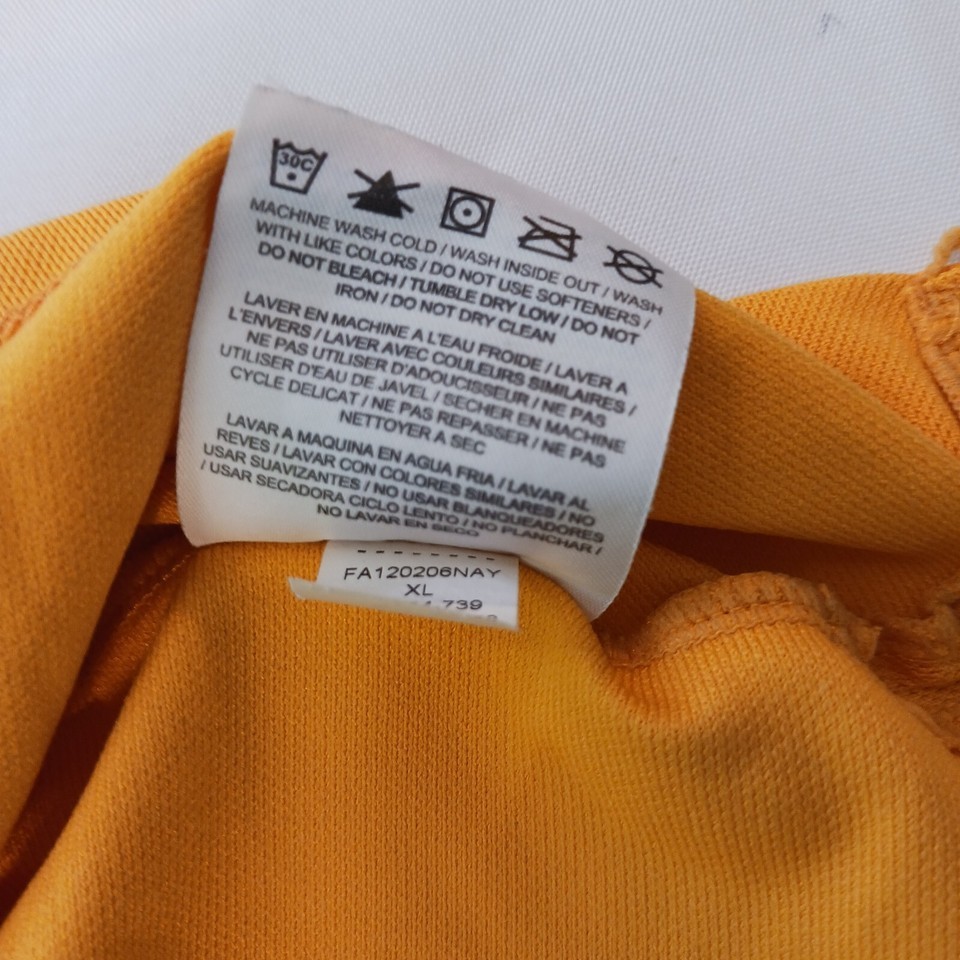 30C
MACHINE WASH COLD / WASH INSIDE OUT / WASH
WITH LIKE COLORS / DO NOT USE SOFTENERS /
DO NOT BLEACH / TUMBLE DRY LOW / DO NOT
IRON / DO NOT DRY CLEAN
LAVER EN MACHINE A L'EAU FROIDE / LAVER A
L'ENVERS / LAVER AVEC COULEURS SIMILAIRES /
NE PAS UTILISER D'ADOUCISSEUR / NE PAS
UTILISER D'EAU DE JAVEL / SECHER EN MACHINE
CYCLE DELICAT / NE PAS REPASSER / NE PAS
NETTOYER A SEC
LAVAR A MAQUINA EN AGUA FRIA / LAVAR AL
REVES / LAVAR CON COLORES SIMILARES / NO
USAR SUAVIZANTES / NO USAR BLANQUEADORES
/ USAR SECADORA CICLO LENTO / NO PLANCHAR /
NO LAVAR EN SECO
FA120206NAY
XL
739